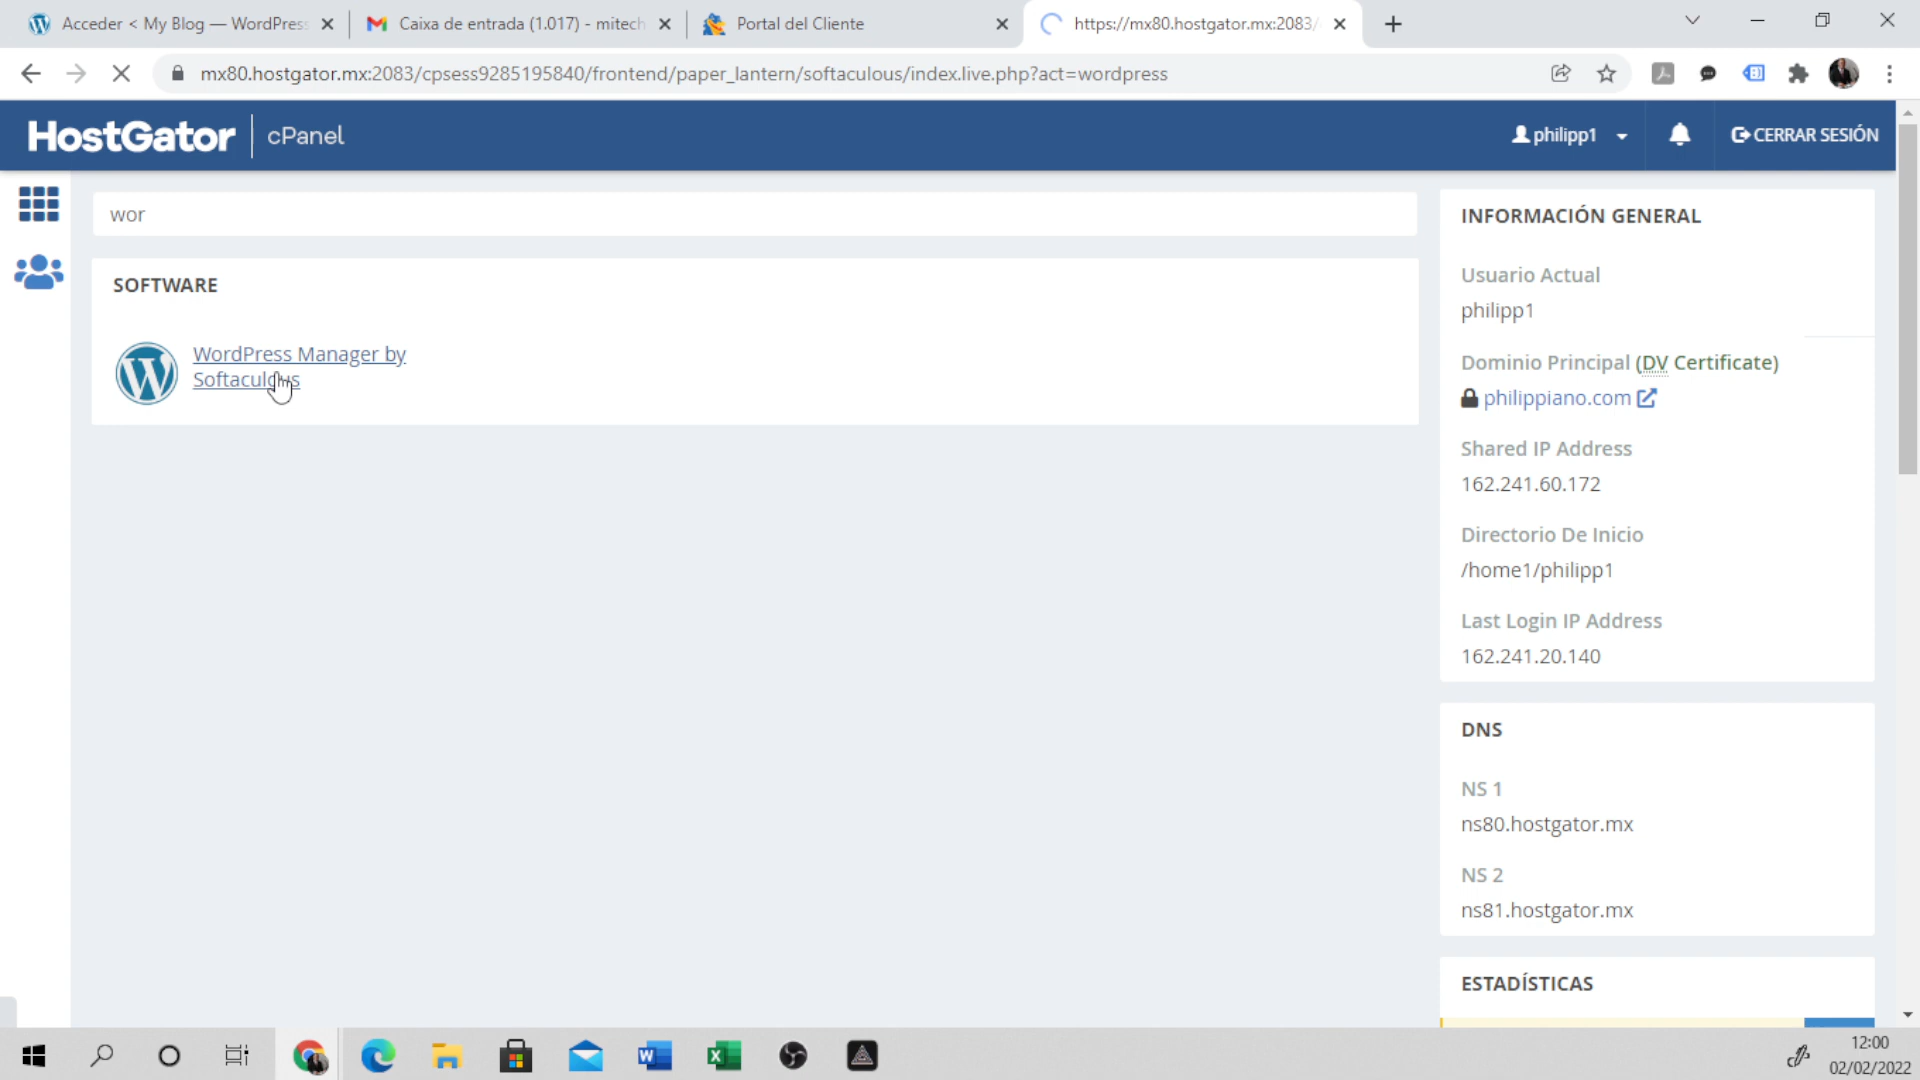 Acceder < My Blog — WordPress
Caixa de entrada (1.017) - mitech
Portal del Cliente
https://mx80.hostgator.mx:2083/
mx80.hostgator.mx:2083/cpsess9285195840/frontend/paper_lantern/softaculous/index.live.php?act=wordpress
HostGator
cPanel
philipp1
CERRAR SESIÓN
wor
SOFTWARE
WordPress Manager by
Softaculous
INFORMACIÓN GENERAL
Usuario Actual
philipp1
Dominio Principal (DV Certificate)
philippiano.com
Shared IP Address
162.241.60.172
Directorio De Inicio
/home1/philipp1
Last Login IP Address
162.241.20.140
DNS
NS 1
ns80.hostgator.mx
NS 2
ns81.hostgator.mx
ESTADÍSTICAS
12:00
02/02/2022